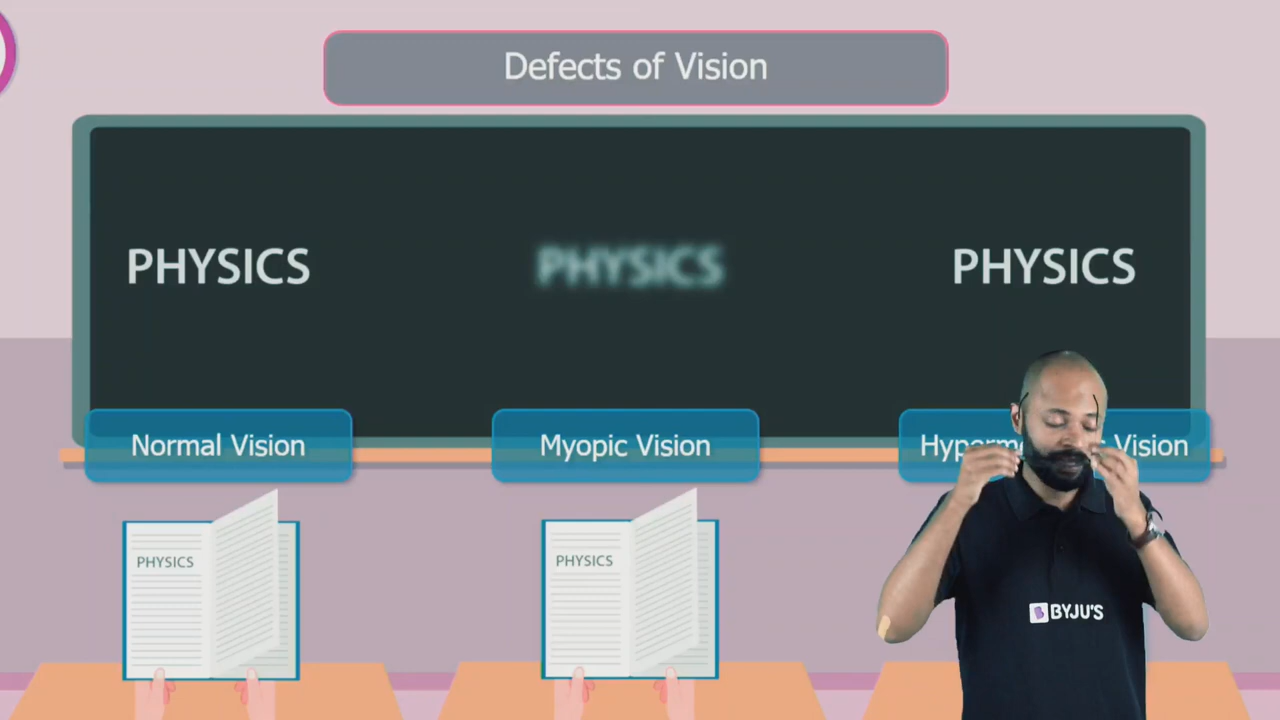 Defects of Vision
PHYSICS
PHYSICS
PHYSICS
Normal Vision
Myopic Vision
Vision
PHYSICS
PHYSICS
BYJU'S